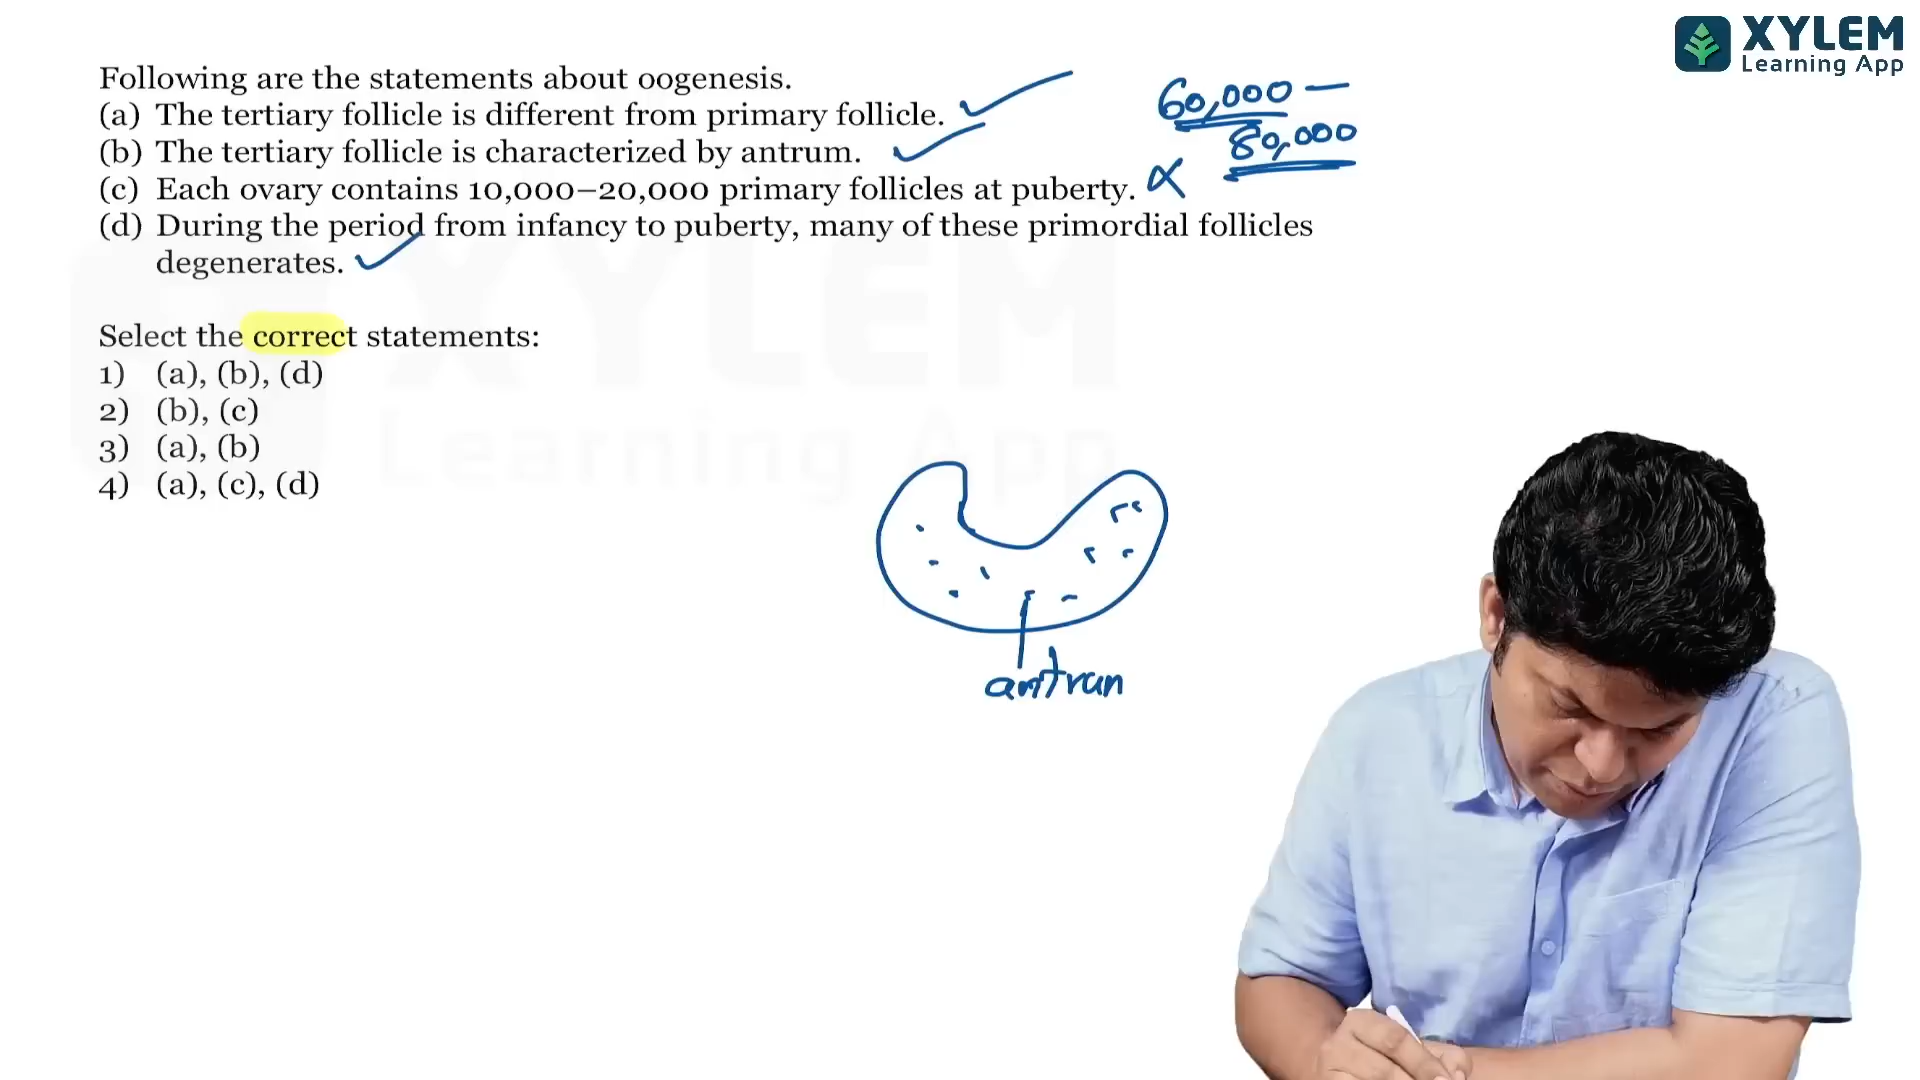 XYLEM
Learning App
Following are the statements about oogenesis.
(a) The tertiary follicle is different from primary follicle.
(b) The tertiary follicle is characterized by antrum.
(c) Each ovary contains 10,000–20,000 primary follicles at puberty.
(d) During the period from infancy to puberty, many of these primordial follicles
degenerates.
60,000 –
80,000
Select the correct statements:
1) (a), (b), (d)
2) (b), (c)
3) (a), (b)
4) (a), (c), (d)
XYLEM
Learning App
antrum